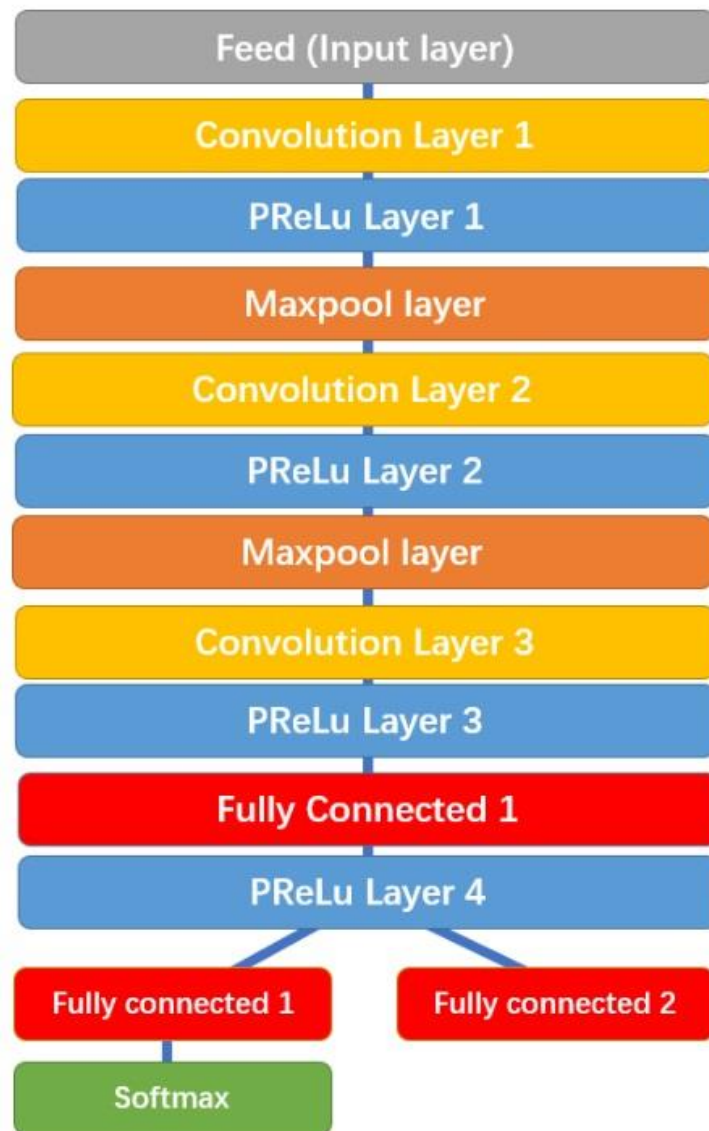 Feed (Input layer)
Convolution Layer 1
PReLu Layer 1
Maxpool layer
Convolution Layer 2
PReLu Layer 2
Maxpool layer
Convolution Layer 3
PReLu Layer 3
Fully Connected 1
PReLu Layer 4
Fully connected 1
Fully connected 2
Softmax